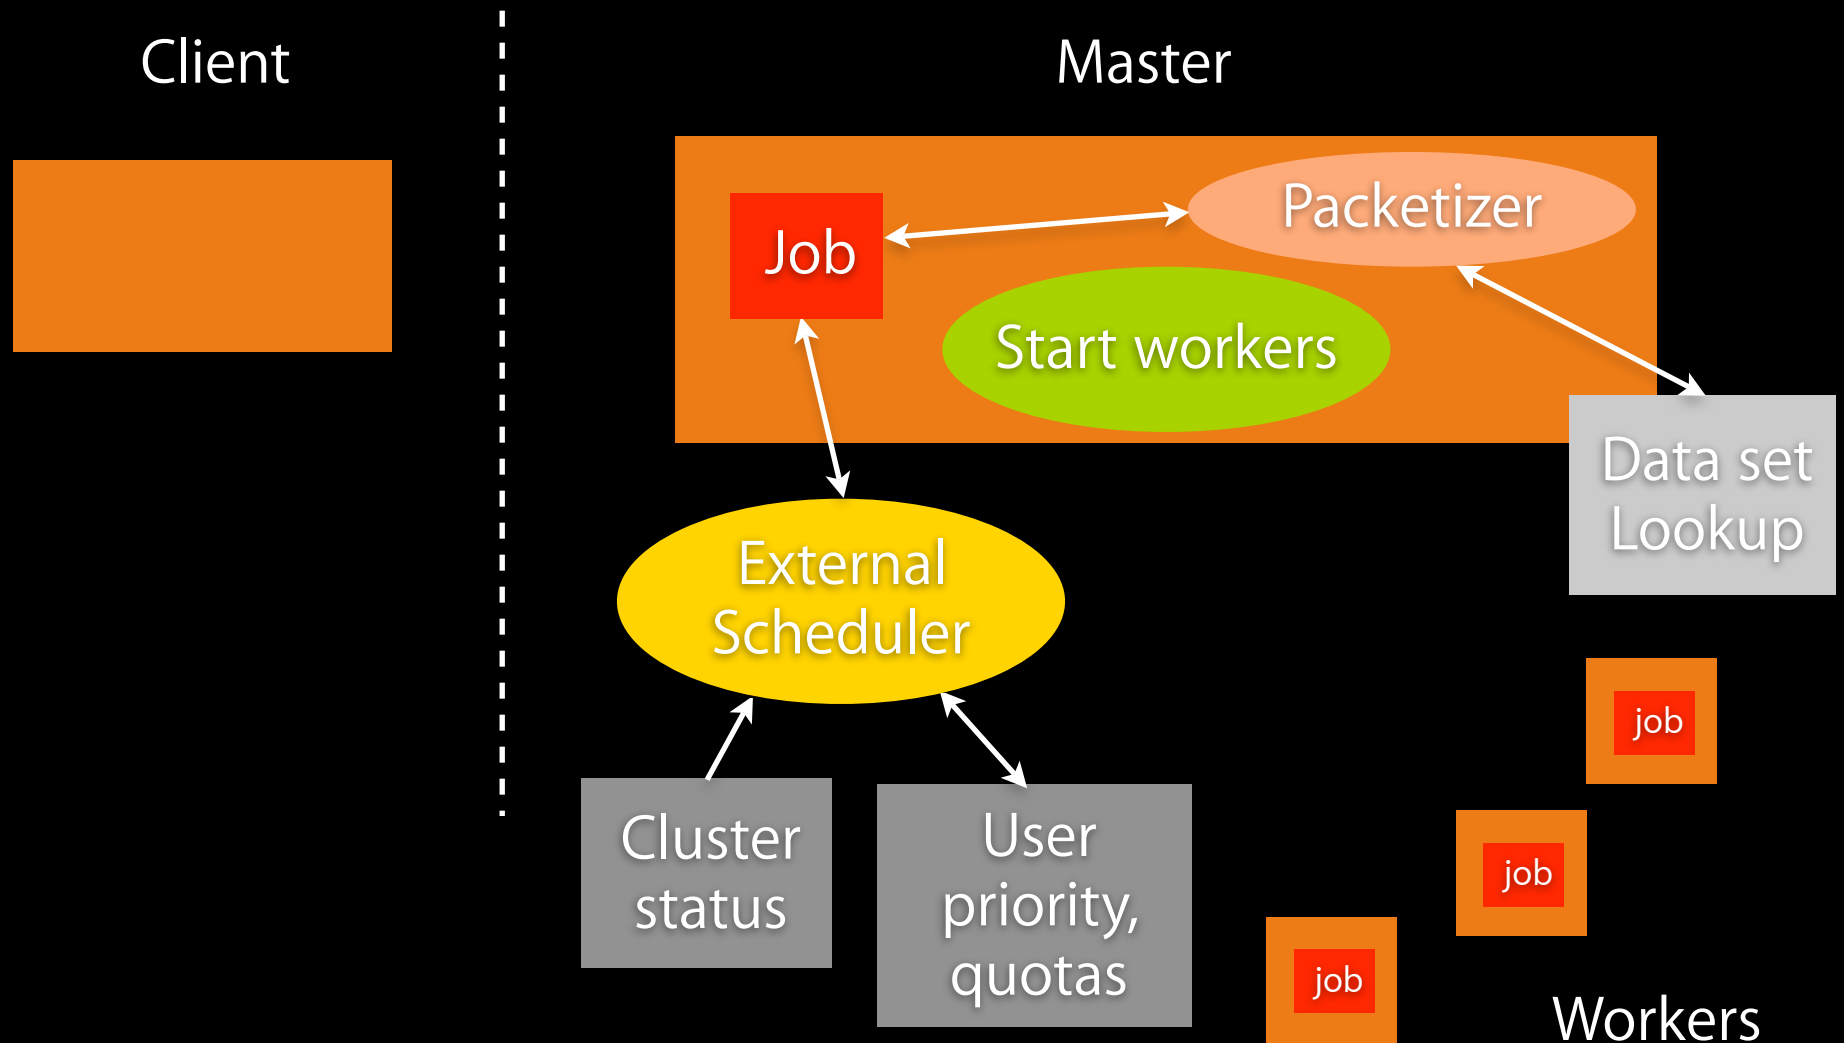 Client
Master
Job
Packetizer
Start workers
Data set
Lookup
External
Scheduler
Cluster
status
User
priority,
quotas
job
job
job
Workers